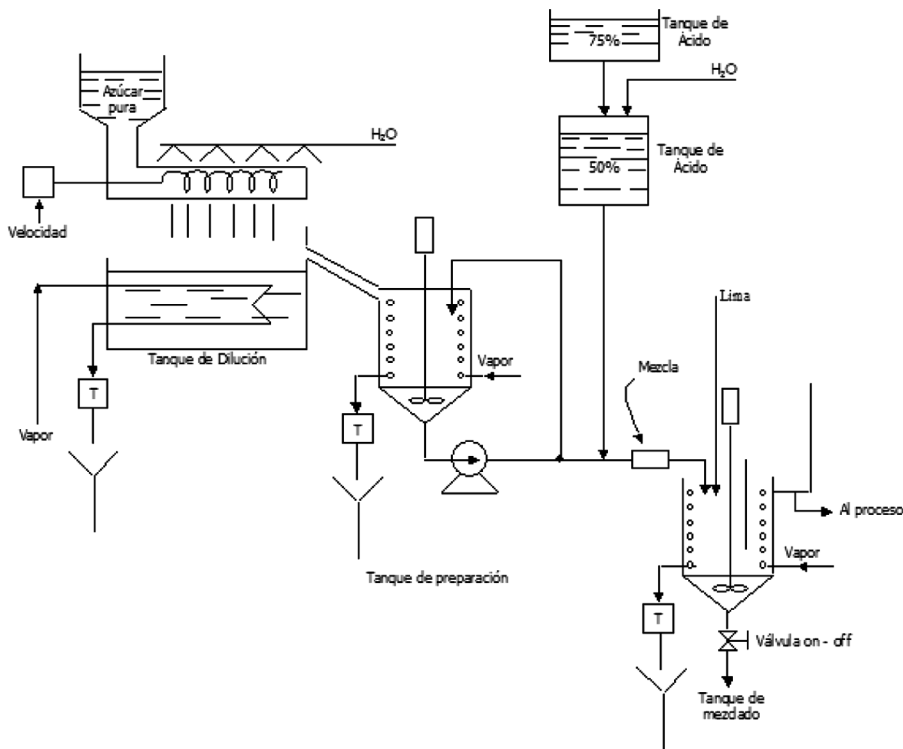 75%
Tanque de
Ácido
H₂O
Azúcar
pura
H₂O
50%
Tanque de
Ácido
Velocidad
Lima
Tanque de Dilución
Vapor
Mezcla
T
T
Vapor
Al proceso
Vapor
Tanque de preparación
T
Válvula on - off
Tanque de
mezclado